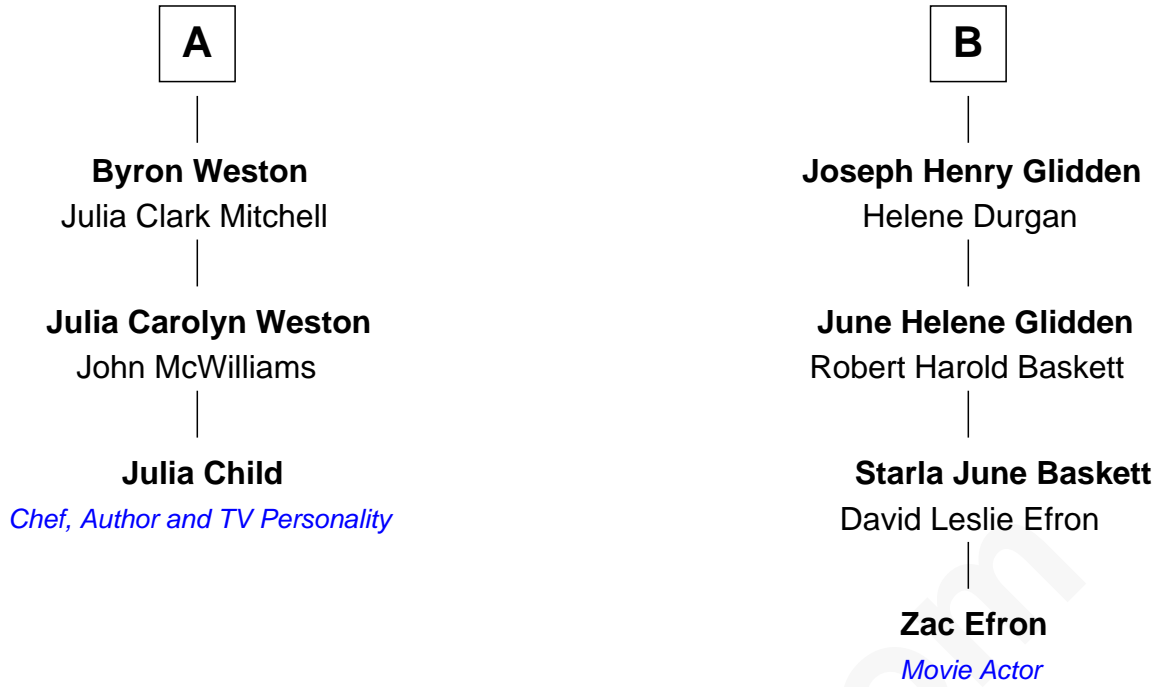 A
Byron Weston
Julia Clark Mitchell
Julia Carolyn Weston
John McWilliams
Julia Child
Chef, Author and TV Personality
B
Joseph Henry Glidden
Helene Durgan
June Helene Glidden
Robert Harold Baskett
Starla June Baskett
David Leslie Efron
Zac Efron
Movie Actor